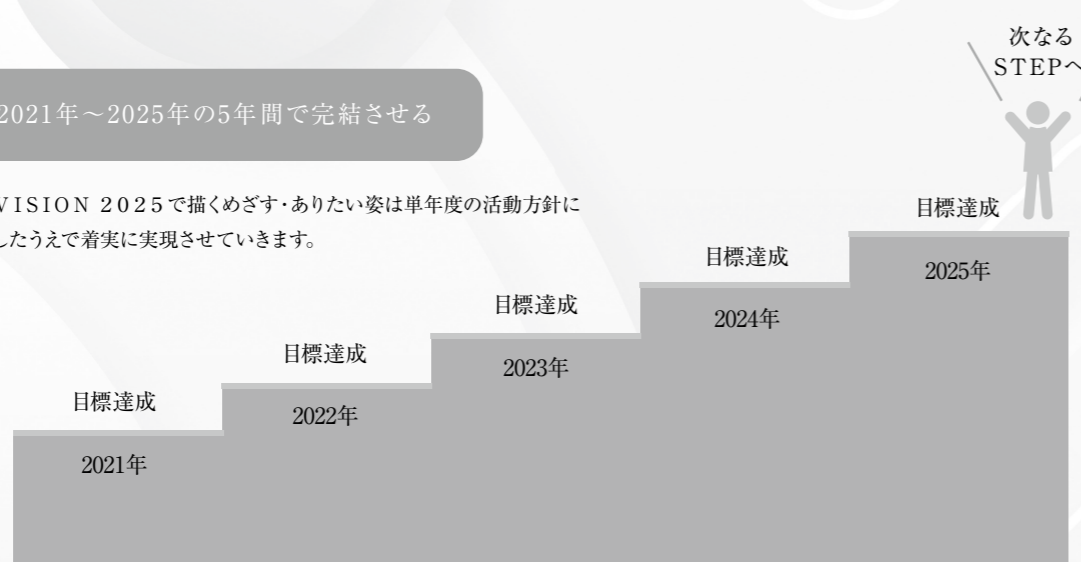 次なる
STEPへ
2021年～2025年の5年間で完結させる
VISION 2025で描くめざす・ありたい姿は単年度の活動方針に
したうえで着実に実現させていきます。
目標達成
2025年
目標達成
2024年
目標達成
2023年
目標達成
2022年
目標達成
2021年